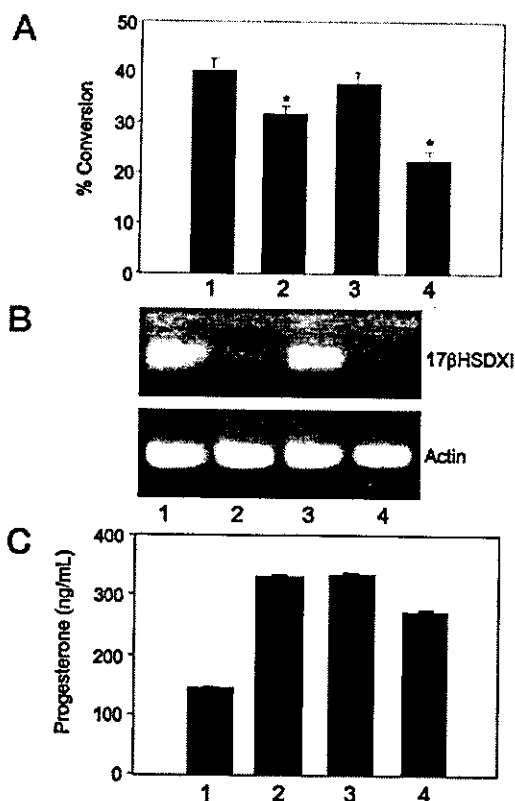 A
50
40
30
20
10
0
% Conversion
*
*
1 2 3 4
B
17βHSDXI
Actin
1 2 3 4
C
400
300
200
100
0
Progesterone (ng/mL)
1 2 3 4